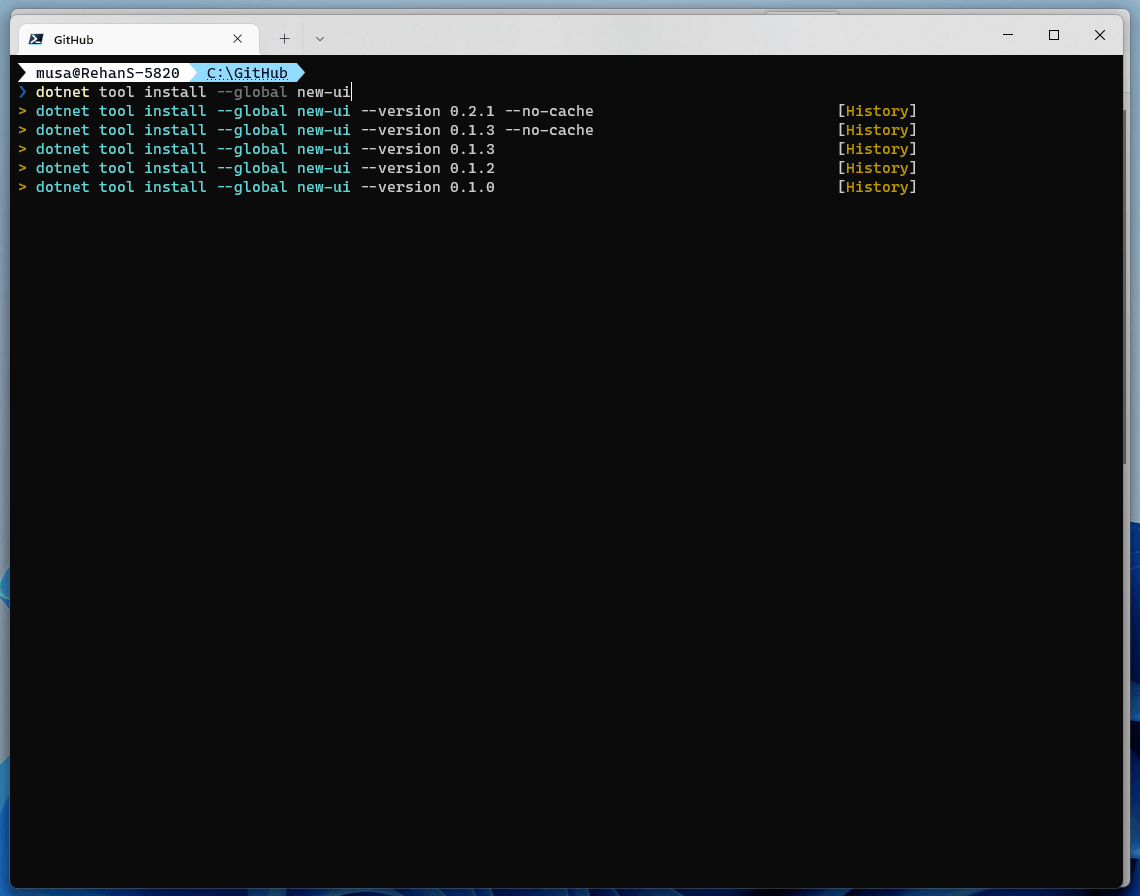 GitHub
musa@RehanS-5820 C:\GitHub
❯ dotnet tool install --global new-ui
> dotnet tool install --global new-ui --version 0.2.1 --no-cache [History]
> dotnet tool install --global new-ui --version 0.1.3 --no-cache [History]
> dotnet tool install --global new-ui --version 0.1.3 [History]
> dotnet tool install --global new-ui --version 0.1.2 [History]
> dotnet tool install --global new-ui --version 0.1.0 [History]